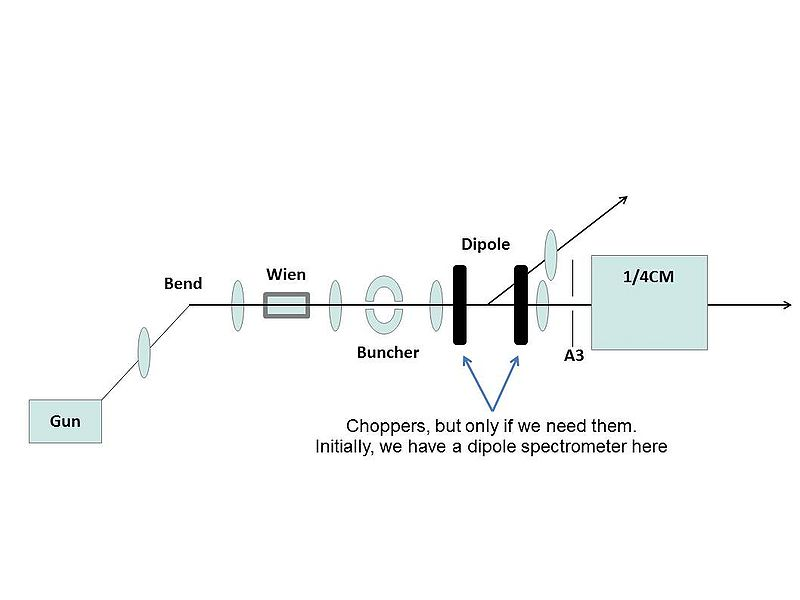 Dipole
1/4CM
Wien
Bend
Buncher
A3
Gun
Choppers, but only if we need them.
Initially, we have a dipole spectrometer here